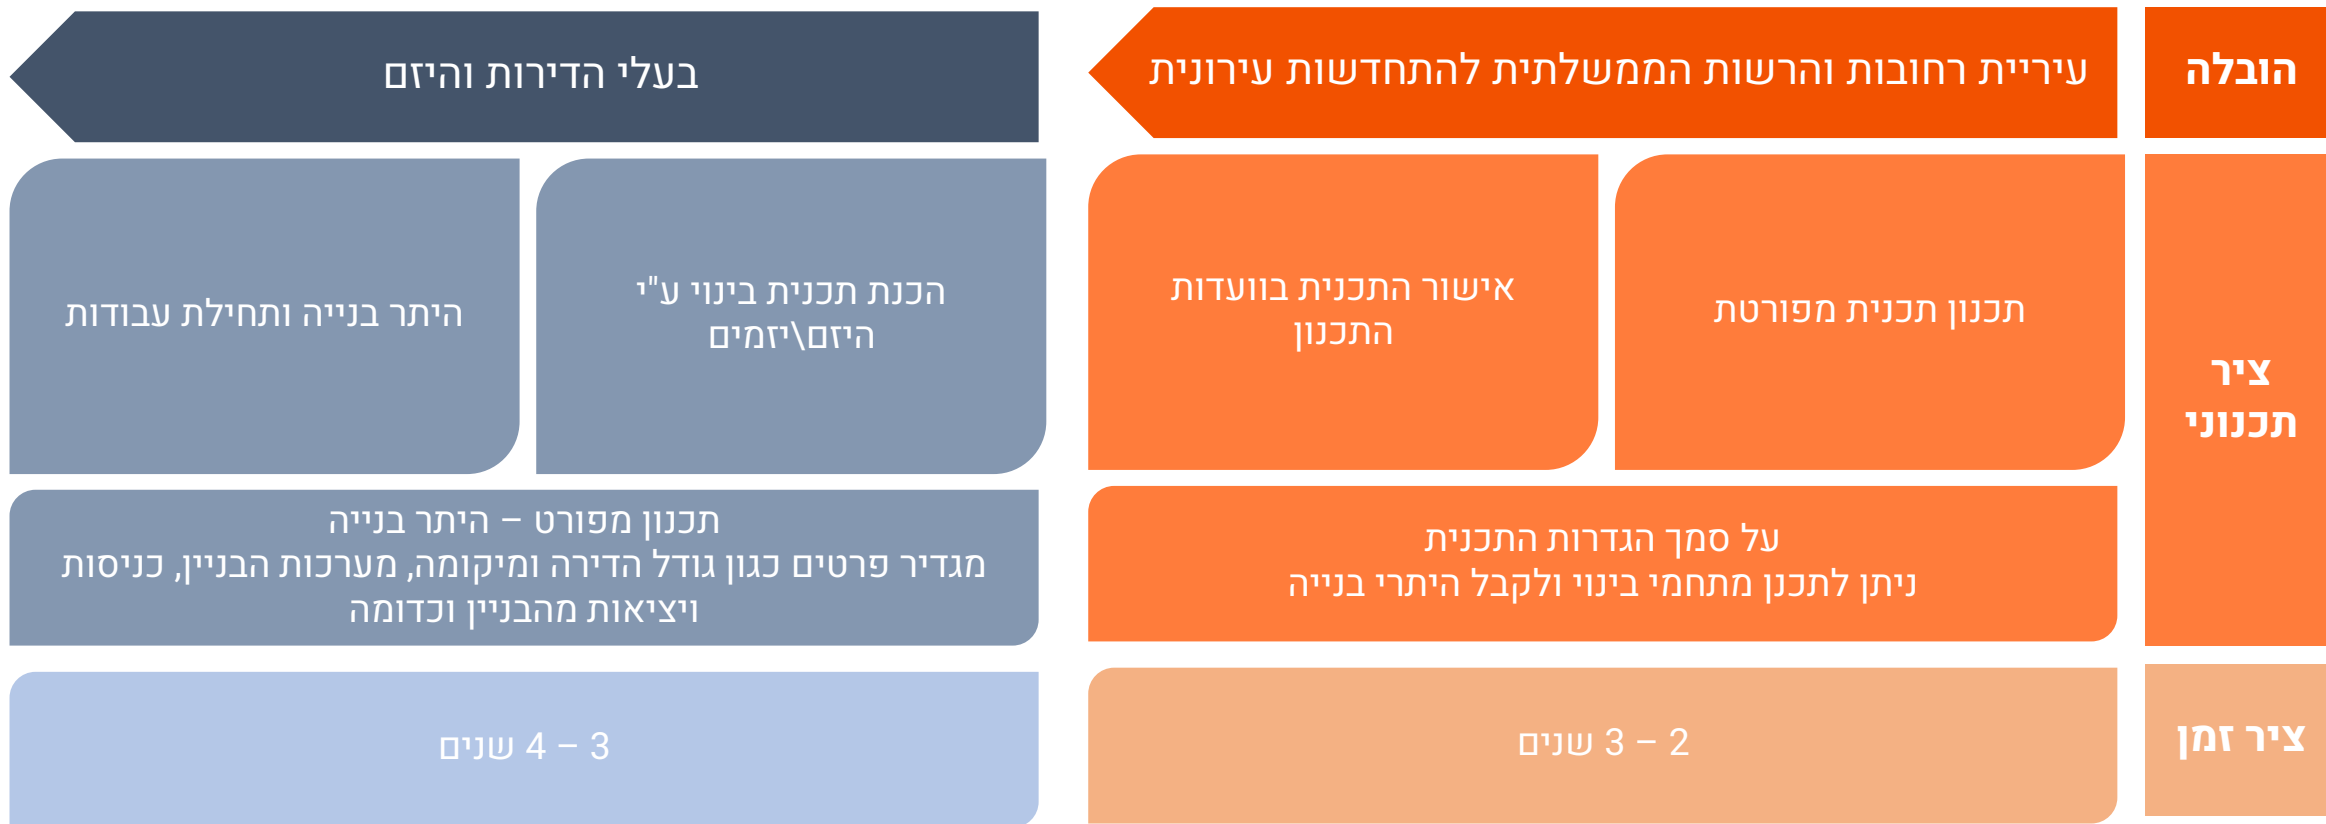 הובלה
עיריית רחובות והרשות הממשלתית להתחדשות עירונית
בעלי הדירות והיזם
ציר
תכנוני
תכנון תכנית מפורטת
אישור התכנית בוועדות
התכנון
הכנת תכנית בינוי ע"י
היזם\יזמים
היתר בנייה ותחילת עבודות
על סמך הגדרות התכנית
ניתן לתכנן מתחמי בינוי ולקבל היתרי בנייה
תכנון מפורט – היתר בנייה
מגדיר פרטים כגון גודל הדירה ומיקומה, מערכות הבניין, כניסות
ויציאות מהבניין וכדומה
ציר זמן
2 – 3 שנים
3 – 4 שנים